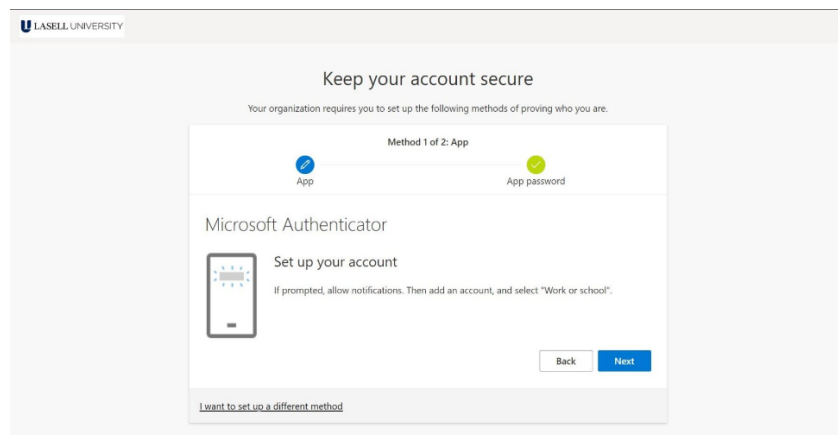 LASELL UNIVERSITY
Keep your account secure
Your organization requires you to set up the following methods of proving who you are.
Method 1 of 2: App
App
App password
Microsoft Authenticator
Set up your account
If prompted, allow notifications. Then add an account, and select "Work or school".
Back
Next
I want to set up a different method